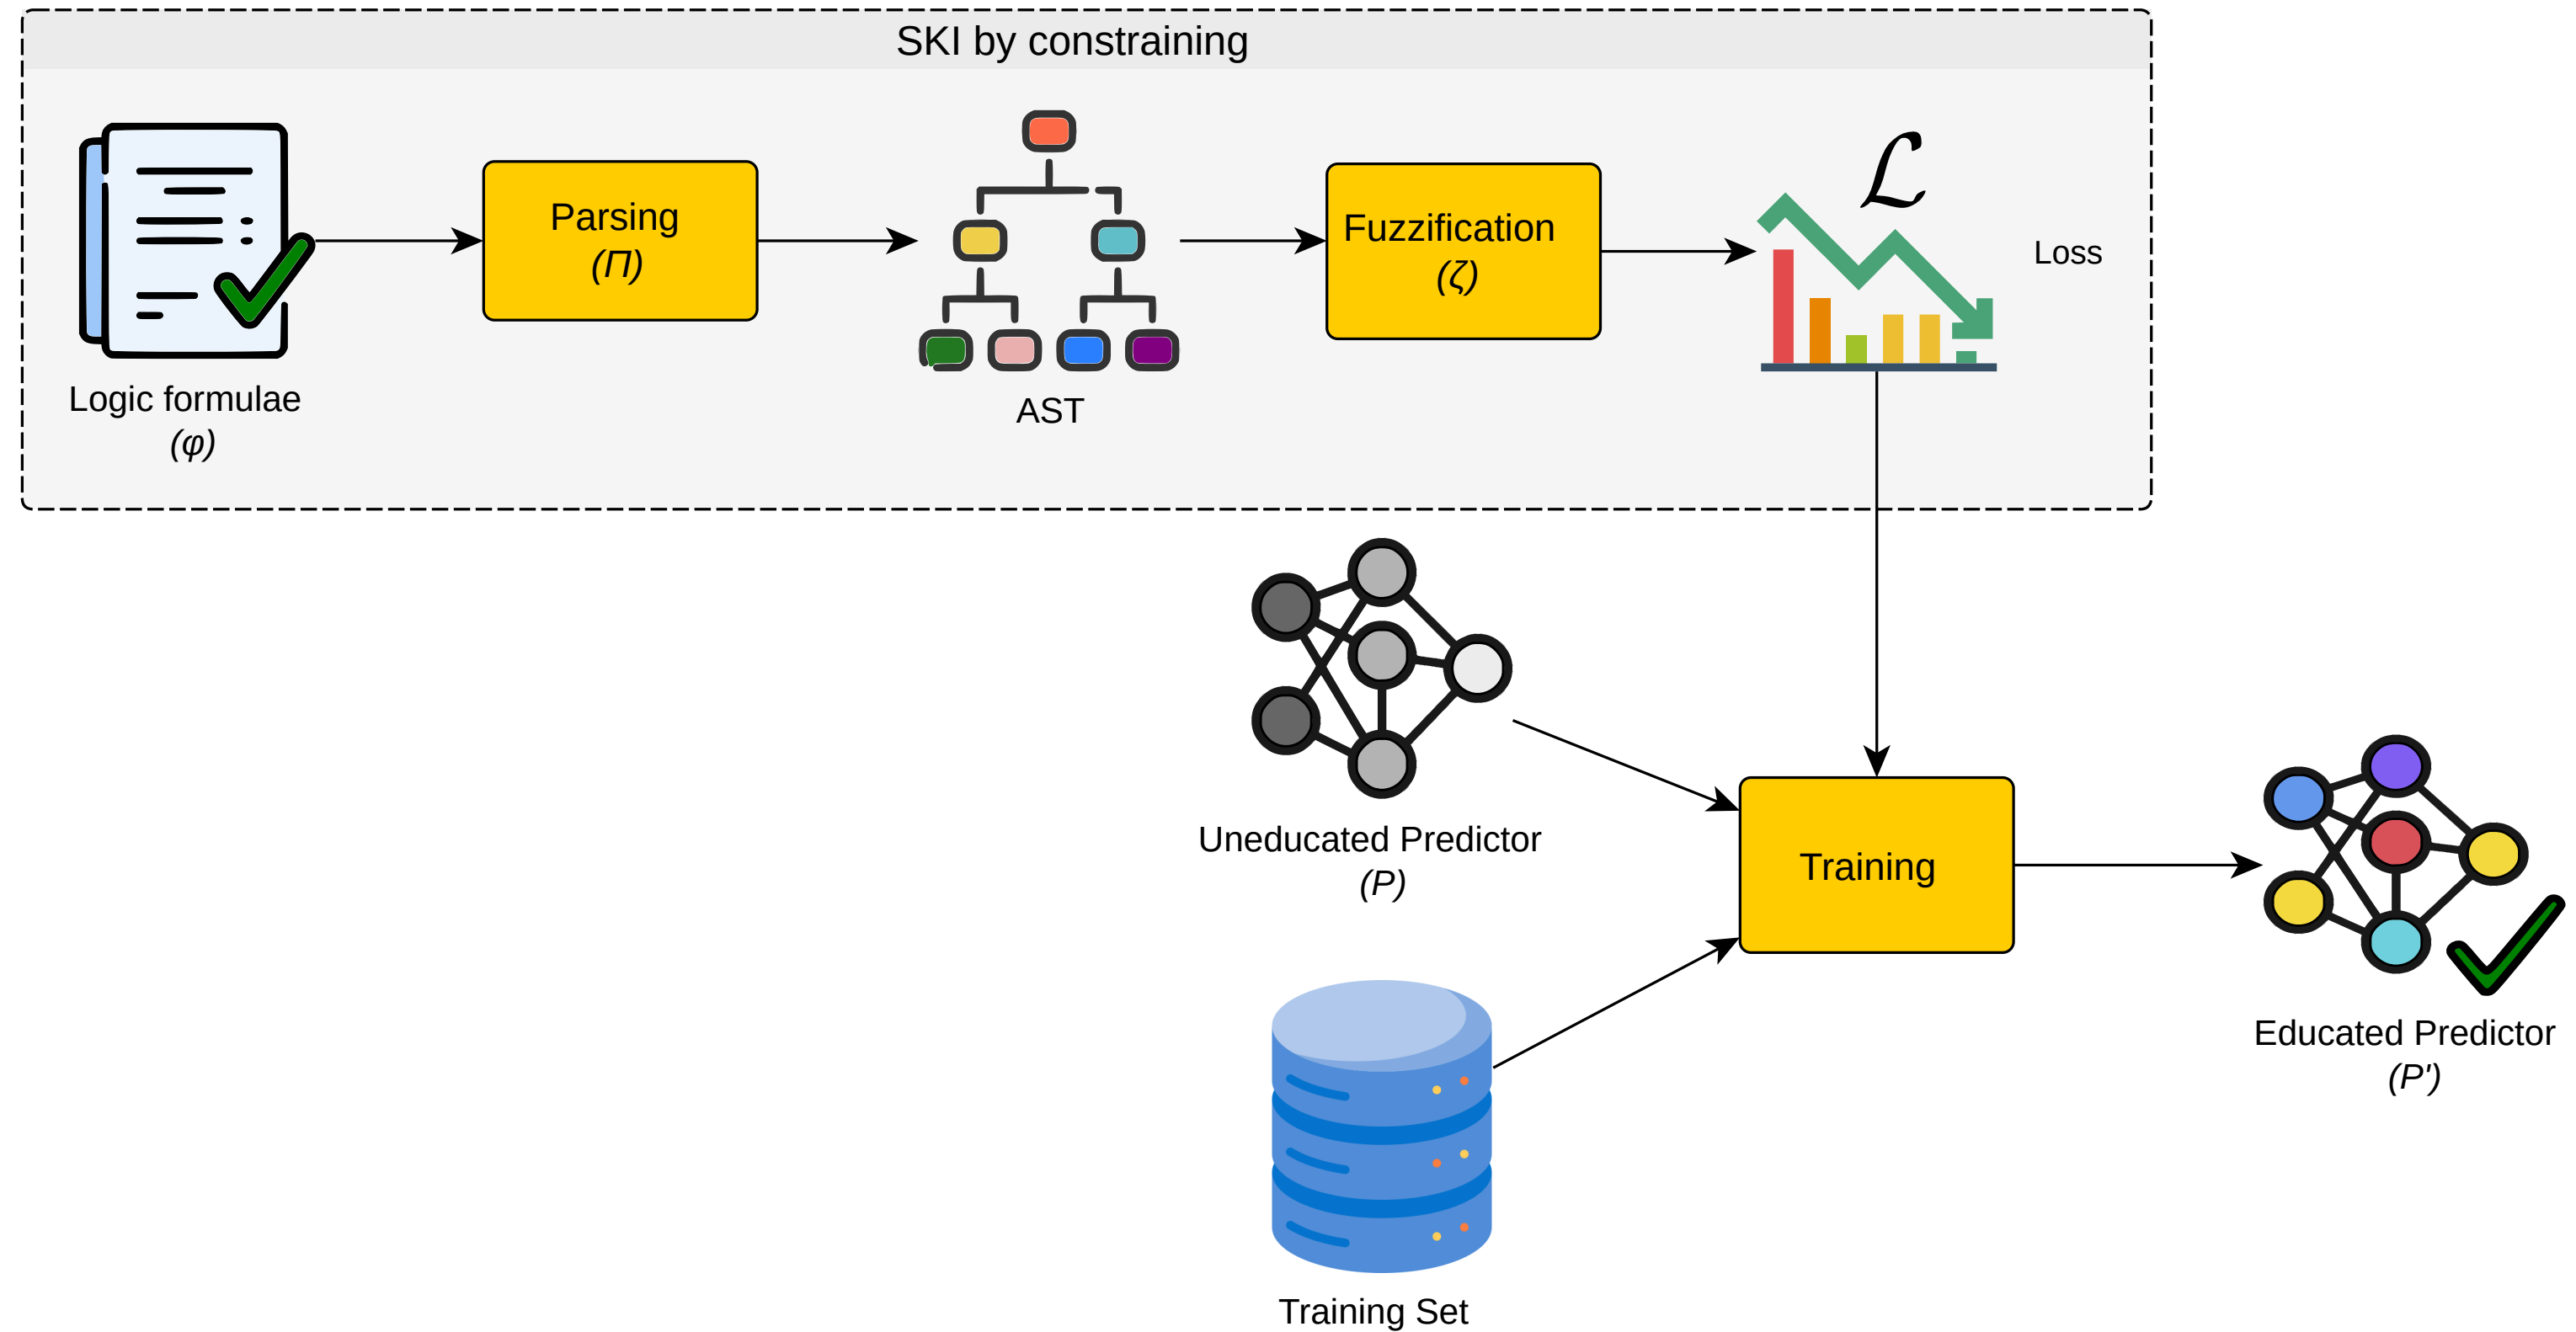 SKI by constraining
Logic formulae
(φ)
Parsing
(Π)
AST
Fuzzification
(ζ)
ℒ
Loss
Uneducated Predictor
(P)
Training Set
Training
Educated Predictor
(P')